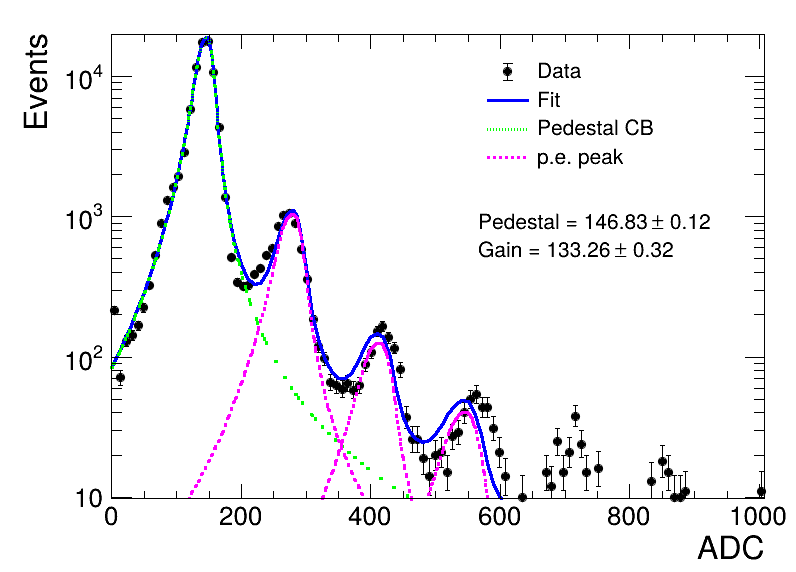 Events
10⁴
10³
10²
10
0
200
400
600
800
1000
ADC
Data
Fit
Pedestal CB
p.e. peak
Pedestal = 146.83 ± 0.12
Gain = 133.26 ± 0.32